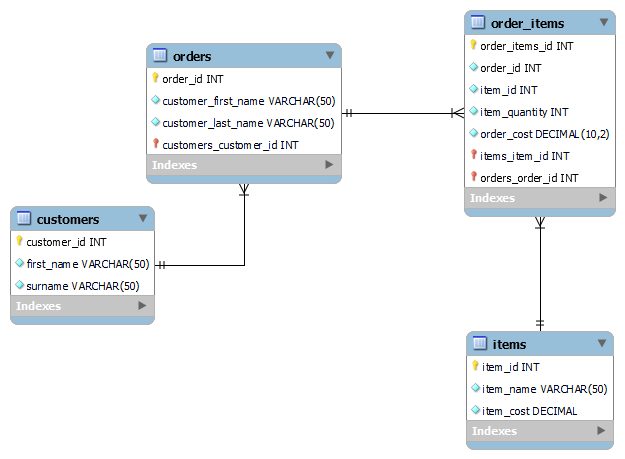 orders
order_id INT
customer_first_name VARCHAR(50)
customer_last_name VARCHAR(50)
customers_customer_id INT
Indexes
order_items
order_items_id INT
order_id INT
item_id INT
item_quantity INT
order_cost DECIMAL(10,2)
items_item_id INT
orders_order_id INT
Indexes
customers
customer_id INT
first_name VARCHAR(50)
surname VARCHAR(50)
Indexes
items
item_id INT
item_name VARCHAR(50)
item_cost DECIMAL
Indexes